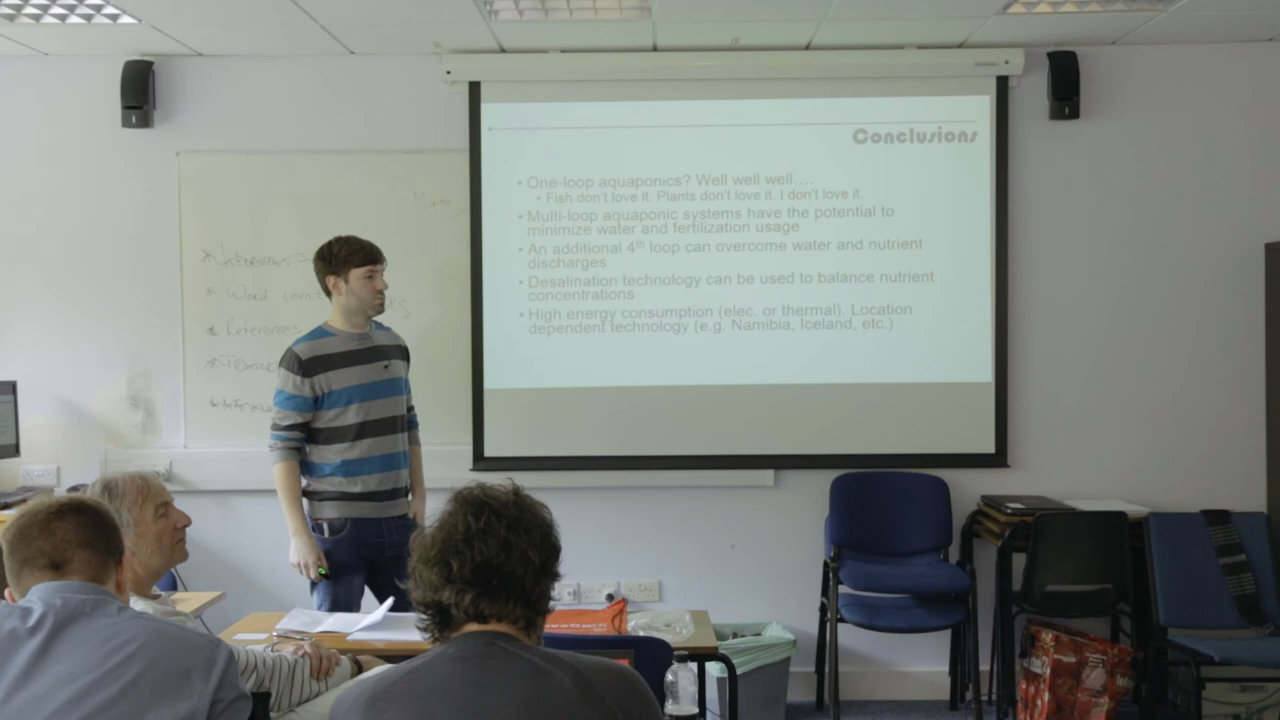 Conclusions
• One-loop aquaponics? Well well well….
• Fish don't love it. Plants don't love it. I don't love it.
• Multi-loop aquaponic systems have the potential to
minimize water and fertilization usage
• An additional 4th loop can overcome water and nutrient
discharges
• Desalination technology can be used to balance nutrient
concentrations
• High energy consumption (elec. or thermal). Location
dependent technology (e.g. Namibia, Iceland, etc.)
* Interviews
* Word
* References